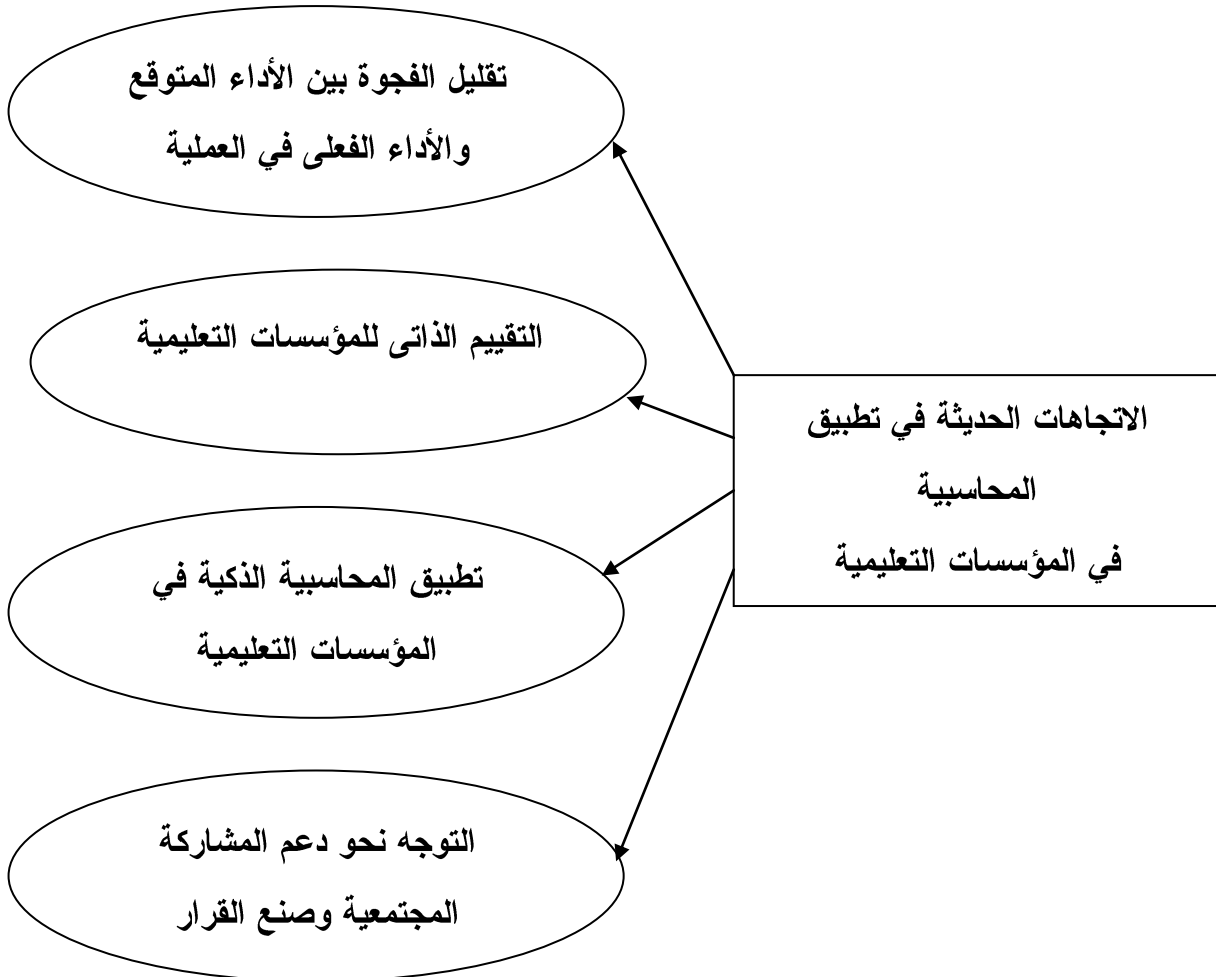 الاتجاهات الحديثة في تطبيق
المحاسبية
في المؤسسات التعليمية
تقليل الفجوة بين الأداء المتوقع
والأداء الفعلى في العملية
التقييم الذاتى للمؤسسات التعليمية
تطبيق المحاسبية الذكية في
المؤسسات التعليمية
التوجه نحو دعم المشاركة
المجتمعية وصنع القرار